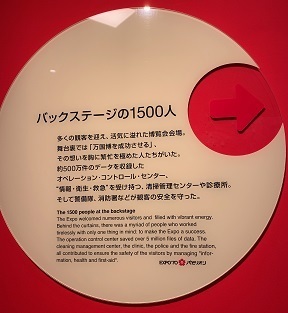 バックステージの1500人
多くの観客を迎え、活気に溢れた博覧会会場。
舞台裏では「万国博を成功させる」、
その想いを胸に繁忙を極めた人たちがいた。
約500万件のデータを収録した
オペレーション・コントロール・センター、
"情報・衛生・救急"を受け持つ、清掃管理センターや診療所。
そして警備隊、消防署などが観客の安全を守った。
The 1500 people at the backstage
The Expo welcomed numerous visitors and filled with vibrant energy.
Behind the curtains, there was a myriad of people who worked
tirelessly with only one thing in mind: to make the Expo a success.
The operation control center saved over 5 million files of data. The
cleaning management center, the clinic, the police and the fire station,
all contributed to ensure the safety of the visitors by managing "infor-
mation, health and first-aid".
EXPO'70 パビリオン